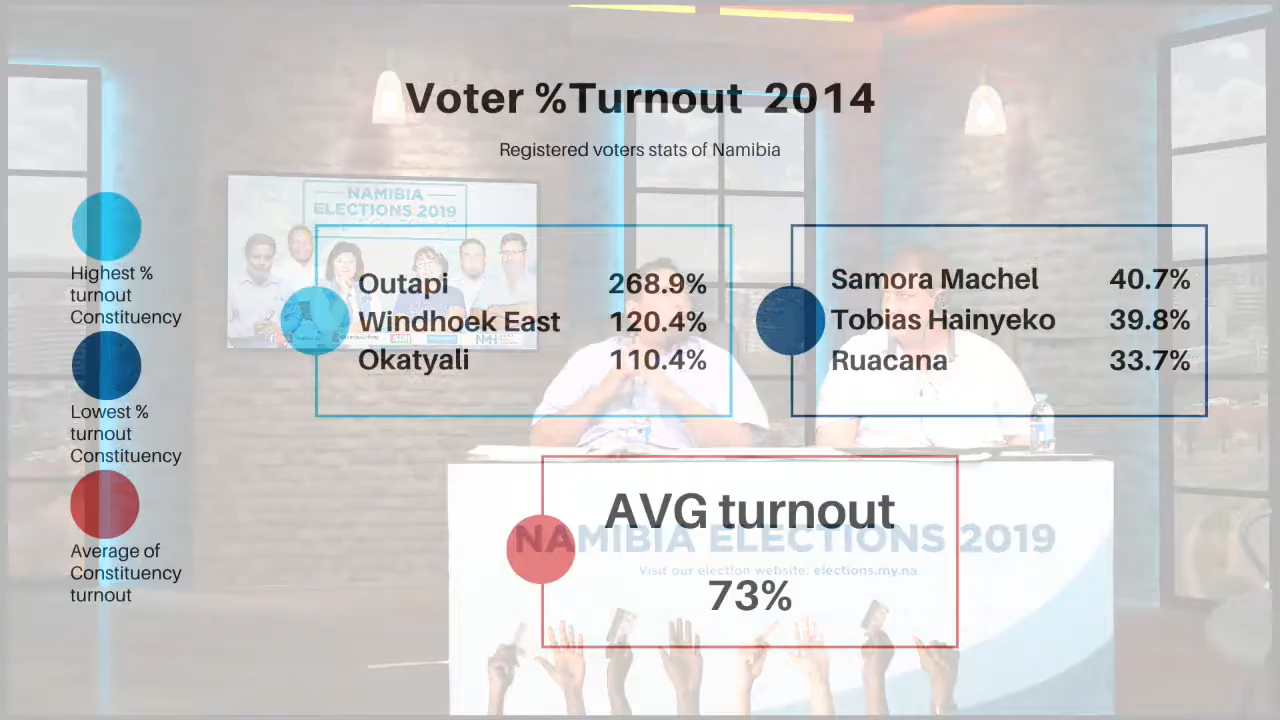 Voter %Turnout 2014
Registered voters stats of Namibia
NAMIBIA
ELECTIONS 2019
Highest %
turnout
Constituency
Lowest %
turnout
Constituency
Average of
Constituency
turnout
Outapi 268.9%
Windhoek East 120.4%
Okatyali 110.4%
Samora Machel 40.7%
Tobias Hainyeko 39.8%
Ruacana 33.7%
AVG turnout
73%
NAMIBIA ELECTIONS 2019
Visit our election website: elections.my.na
NMH